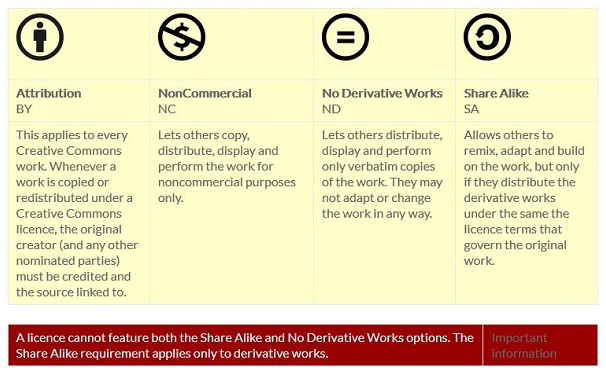 Attribution
BY
NonCommercial
NC
No Derivative Works
ND
Share Alike
SA
This applies to every
Creative Commons
work. Whenever a
work is copied or
redistributed under a
Creative Commons
licence, the original
creator (and any other
nominated parties)
must be credited and
the source linked to.
Lets others copy,
distribute, display and
perform the work for
noncommercial purposes
only.
Lets others distribute,
display and perform
only verbatim copies
of the work. They may
not adapt or change
the work in any way.
Allows others to
remix, adapt and build
on the work, but only
if they distribute the
derivative works
under the same the
licence terms that
govern the original
work.
A licence cannot feature both the Share Alike and No Derivative Works options. The
Share Alike requirement applies only to derivative works.
Important
information